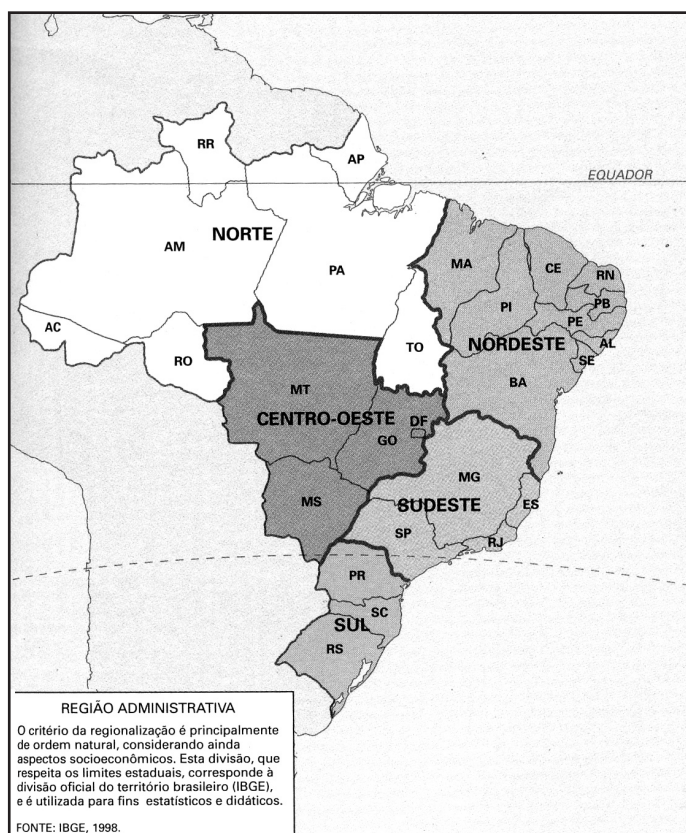 RR
AP
EQUADOR
AM
NORTE
PA
MA
CE
RN
PB
PI
PE
AC
AL
NORDESTE
SE
RO
TO
BA
MT
CENTRO-OESTE
DF
GO
MG
MS
SUDESTE
ES
SP
RJ
PR
SC
SUL
RS
REGIÃO ADMINISTRATIVA
O critério da regionalização é principalmente
de ordem natural, considerando ainda
aspectos socioeconômicos. Esta divisão, que
respeita os limites estaduais, corresponde à
divisão oficial do território brasileiro (IBGE),
e é utilizada para fins estatísticos e didáticos.
FONTE: IBGE, 1998.